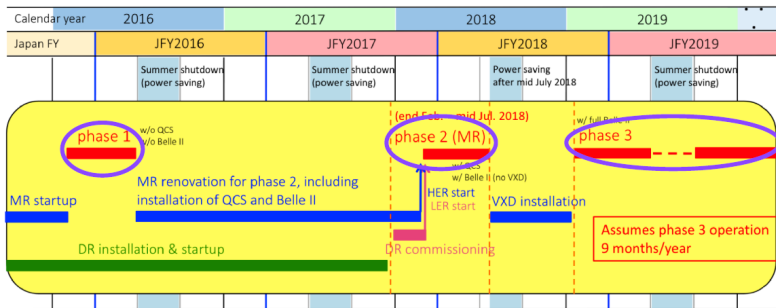 Calendar year 2016 2017 2018 2019
Japan FY JFY2016 JFY2017 JFY2018 JFY2019
Summer shutdown
(power saving)
Summer shutdown
(power saving)
Power saving
after mid July 2018
Summer shutdown
(power saving)
(end Feb. – mid Jul. 2018)
w/o QCS
w/o Belle II
phase 1
phase 2 (MR)
w/ full Belle II
phase 3
w/ QCS
w/ Belle II (no VXD)
MR renovation for phase 2, including
installation of QCS and Belle II
HER start
LER start
MR startup
VXD installation
DR installation & startup
DR commissioning
Assumes phase 3 operation
9 months/year